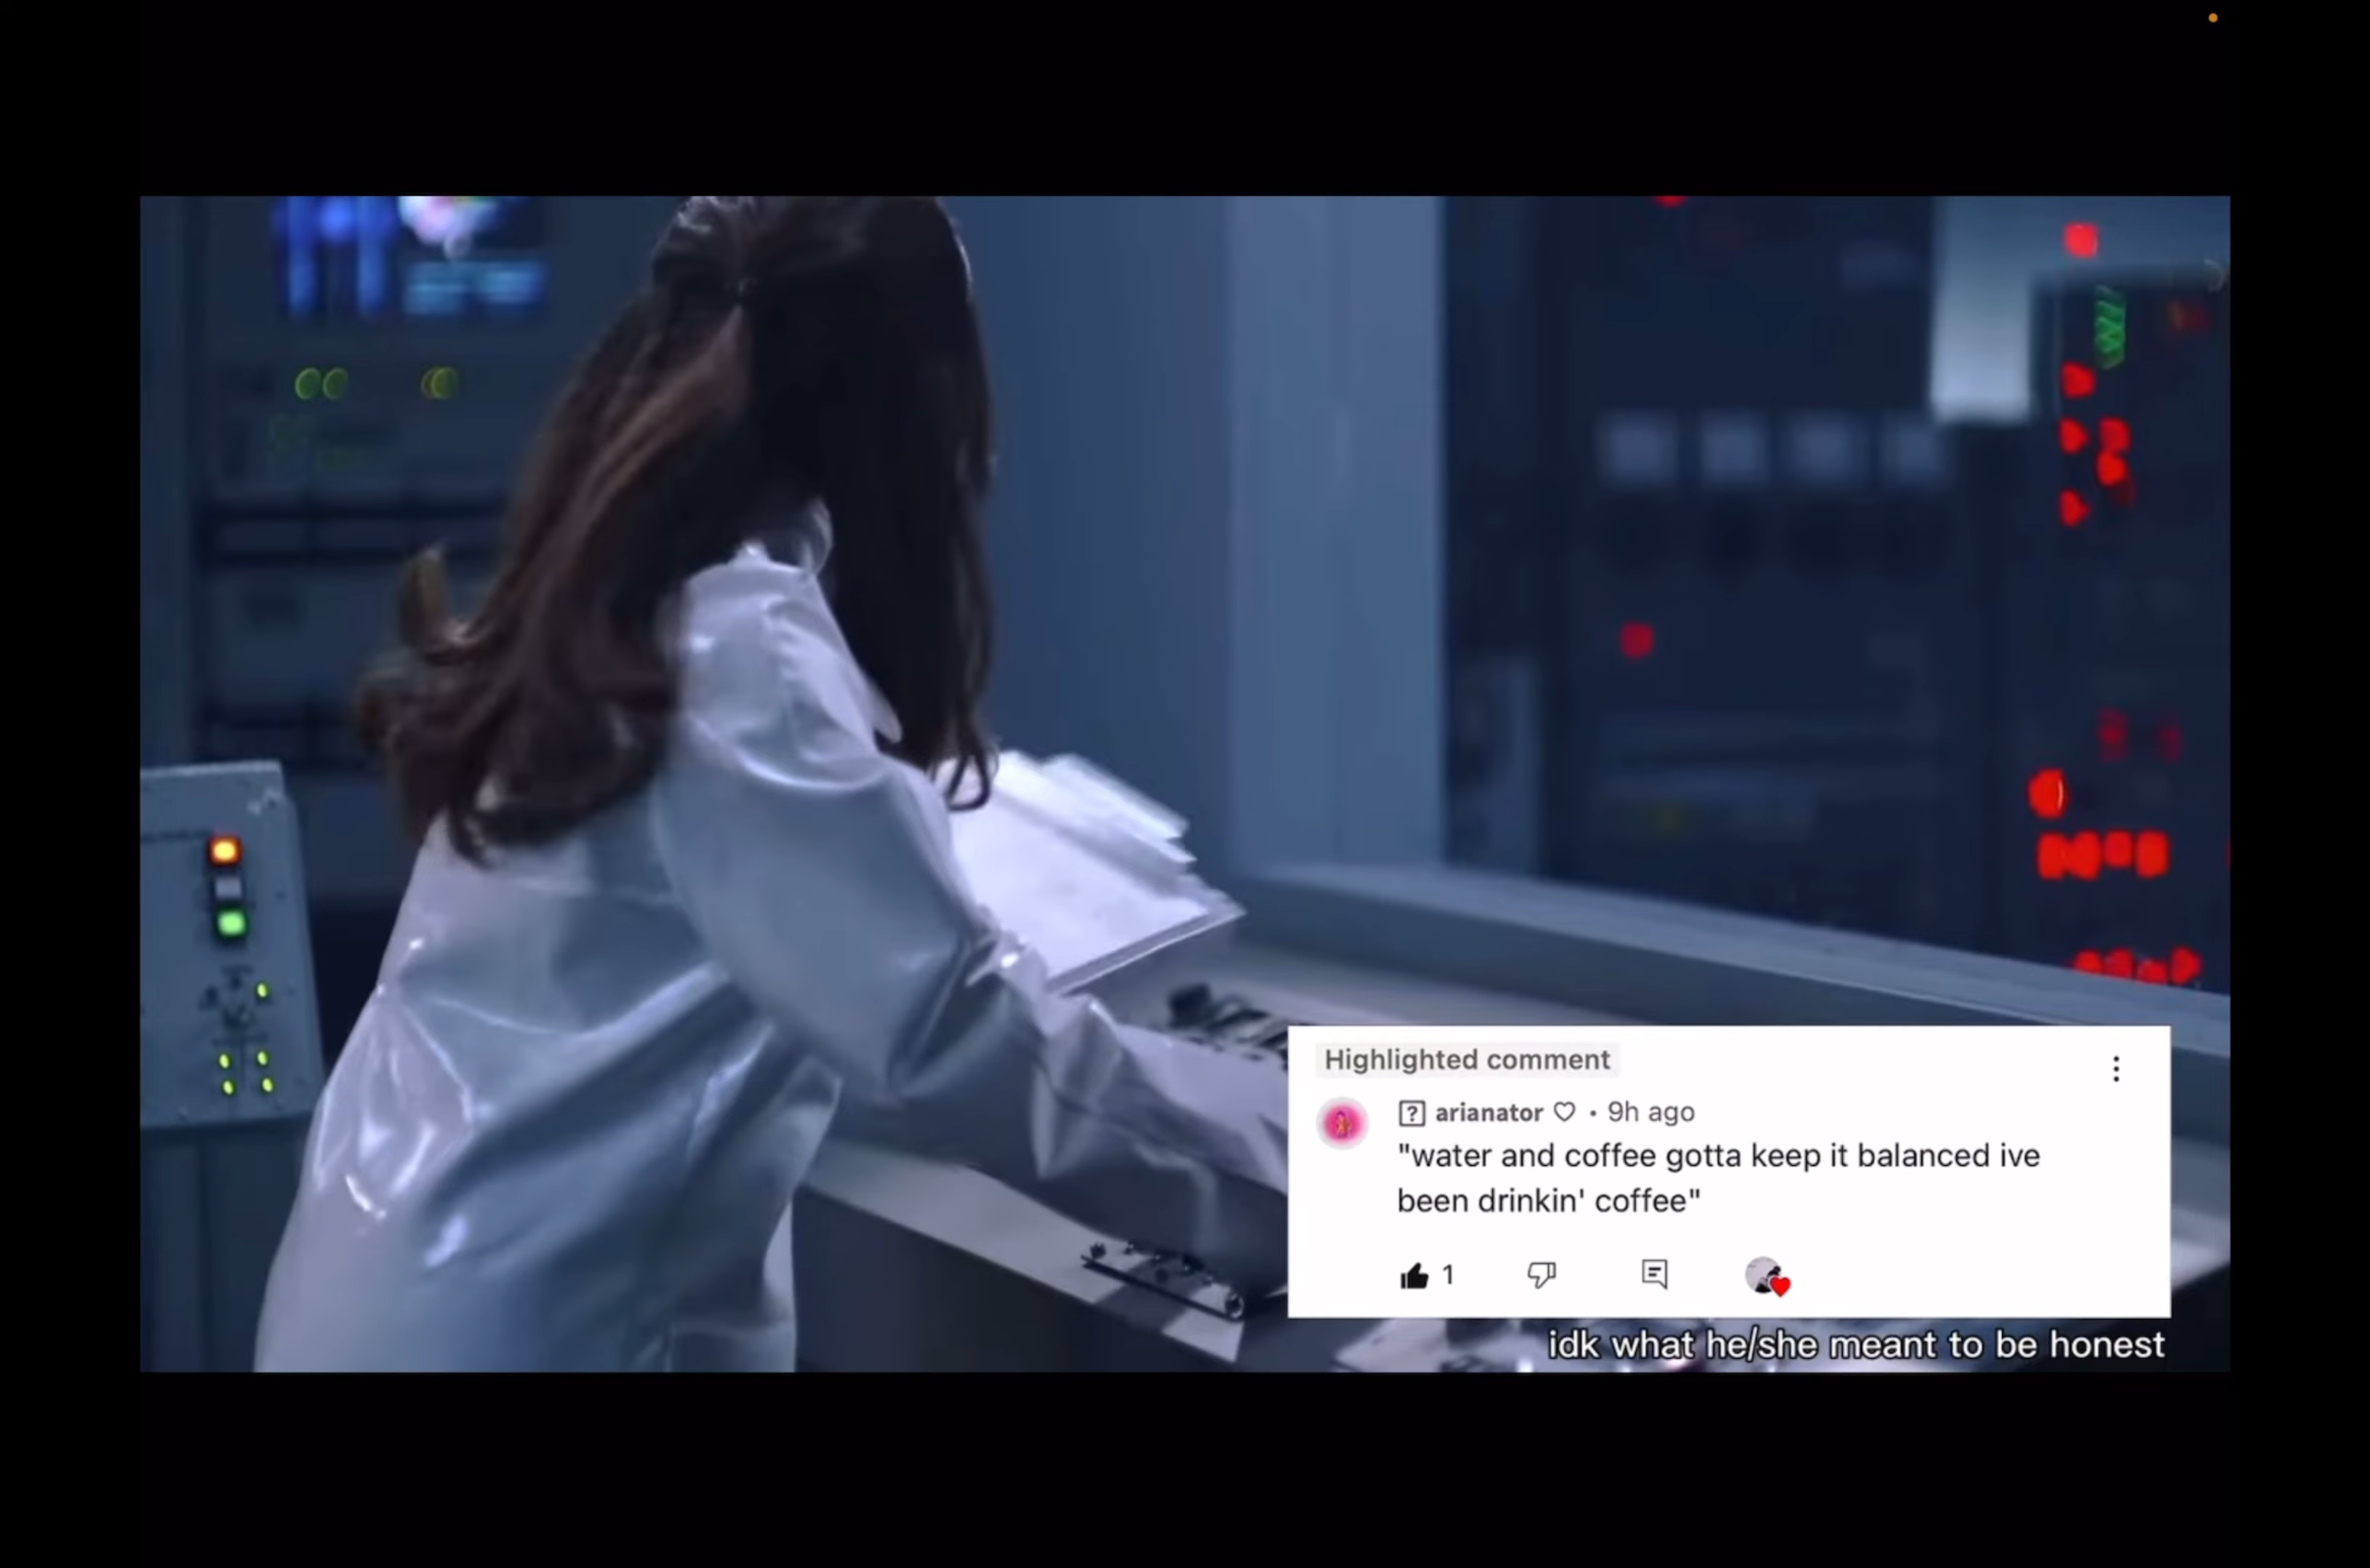 Highlighted comment
arianator ♡ • 9h ago
"water and coffee gotta keep it balanced ive
been drinkin' coffee"
1
idk what he/she meant to be honest